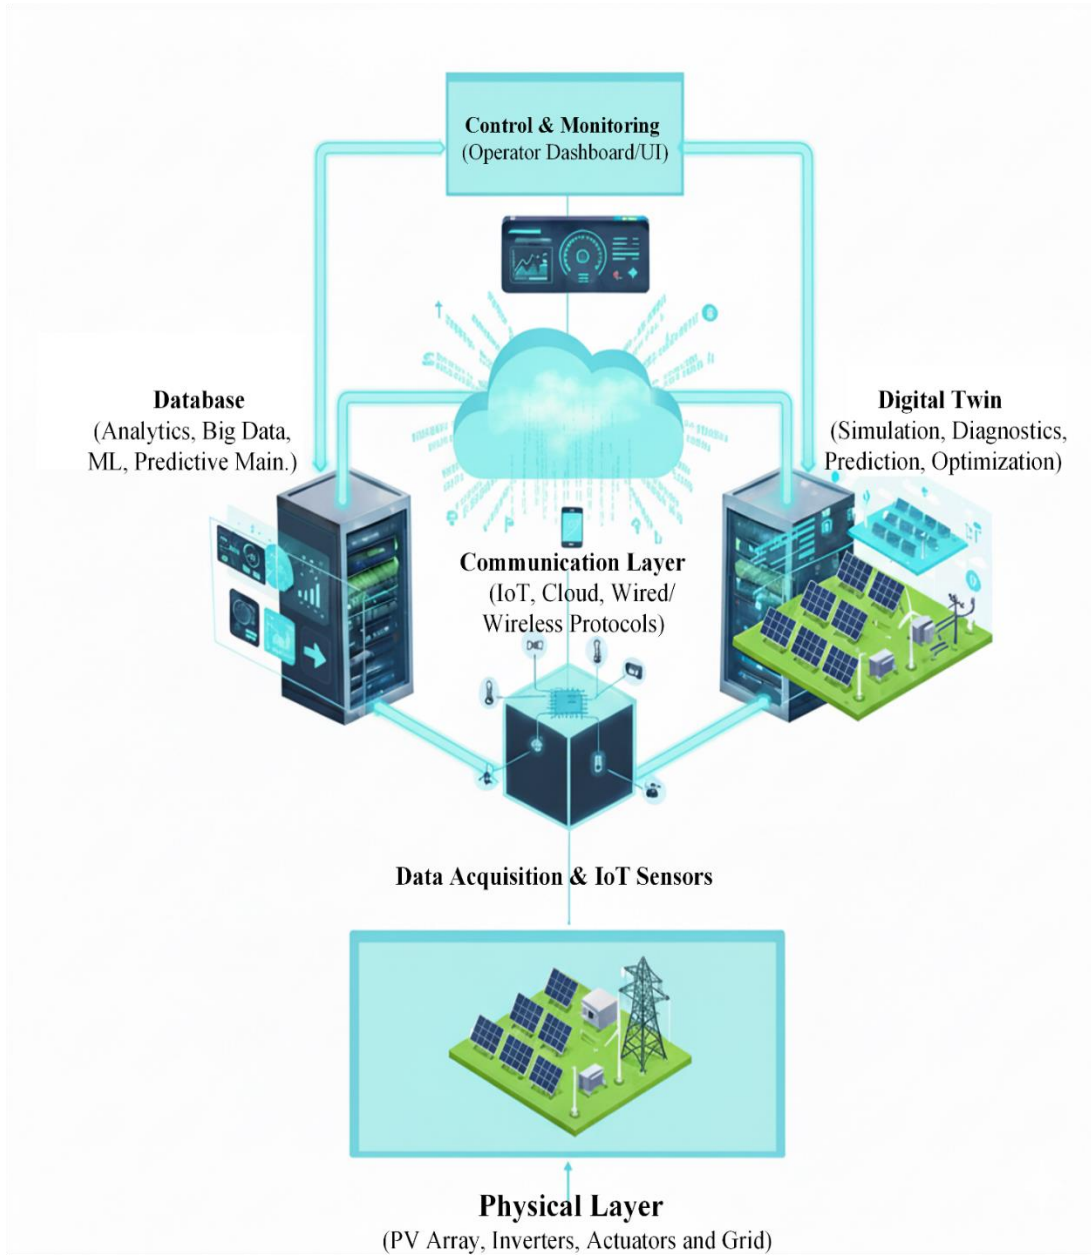 Control & Monitoring
(Operator Dashboard/UI)
Database
(Analytics, Big Data,
ML, Predictive Main.)
Digital Twin
(Simulation, Diagnostics,
Prediction, Optimization)
Communication Layer
(IoT, Cloud, Wired/
Wireless Protocols)
Data Acquisition & IoT Sensors
Physical Layer
(PV Array, Inverters, Actuators and Grid)